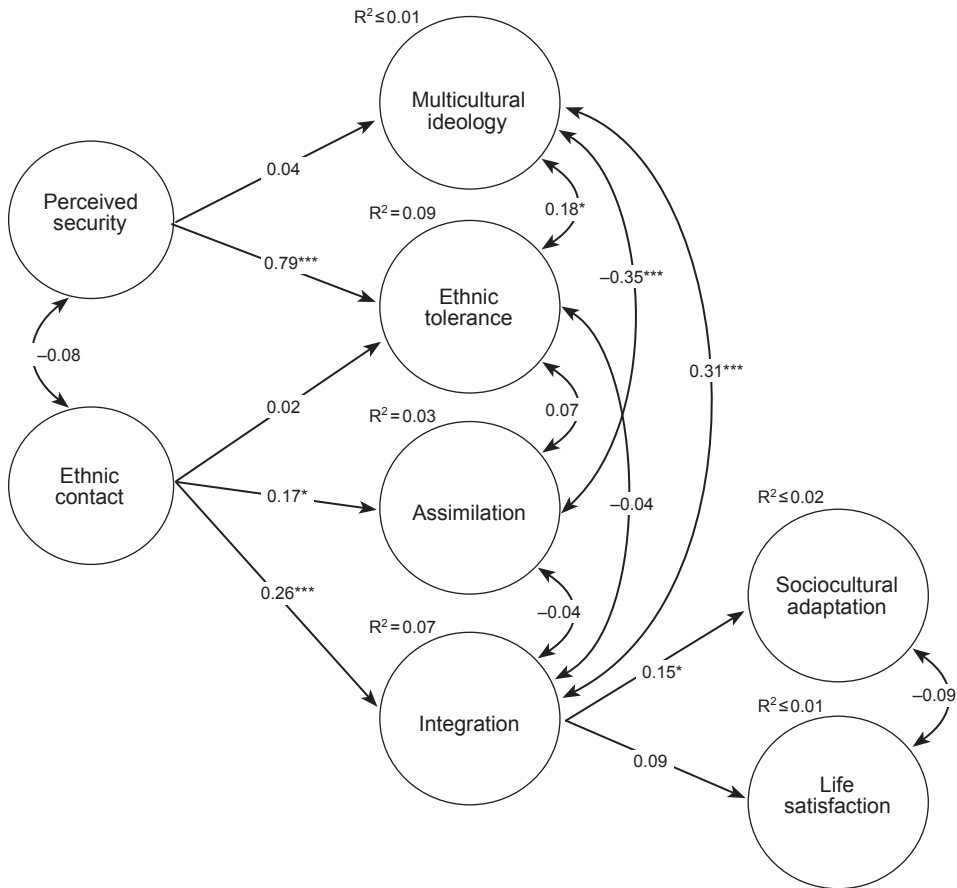 R² ≤ 0.01
Multicultural
ideology
0.04
Perceived
security
0.18*
R² = 0.09
0.79***
–0.35***
Ethnic
tolerance
–0.08
0.31***
0.02
0.07
R² = 0.03
Ethnic
contact
0.17*
Assimilation
–0.04
R² ≤ 0.02
0.26***
–0.04
Sociocultural
adaptation
R² = 0.07
0.15*
–0.09
R² ≤ 0.01
Integration
0.09
Life
satisfaction